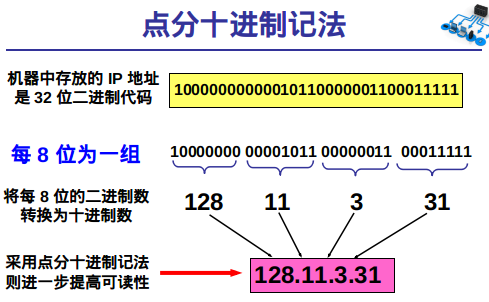 点分十进制记法
机器中存放的 IP 地址
是 32 位二进制代码
10000000000010110000001100011111
每 8 位为一组
10000000 00001011 00000011 00011111
将每 8 位的二进制数
转换为十进制数
128 11 3 31
采用点分十进制记法
则进一步提高可读性
128.11.3.31